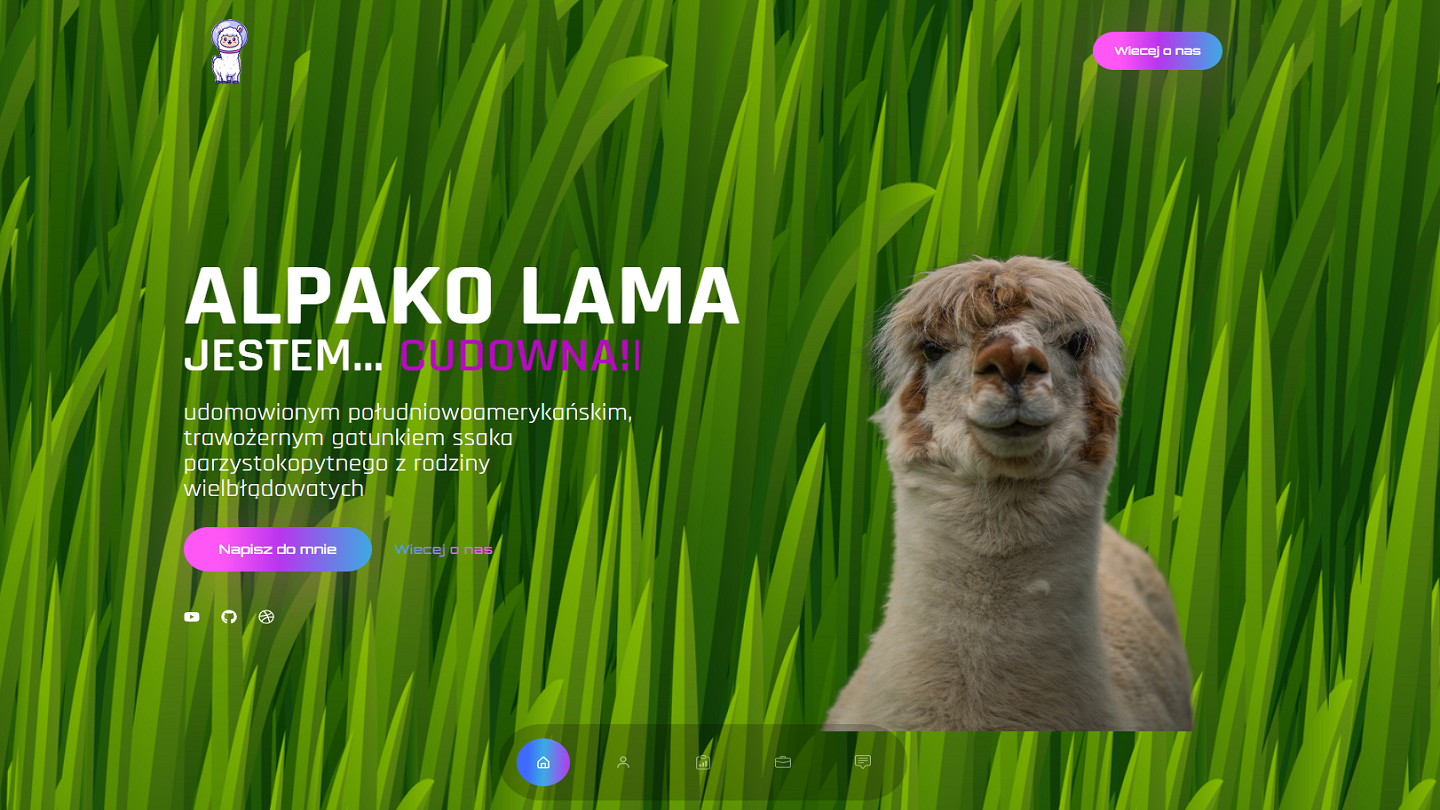 Wiecej o nas
ALPAKO LAMA
JESTEM... CUDOWNA!!
udomowionym południowoamerykańskim,
trawożernym gatunkiem ssaka
parzystokopytnego z rodziny
wielbłądowatych
Napisz do mnie
Wiecej o nas